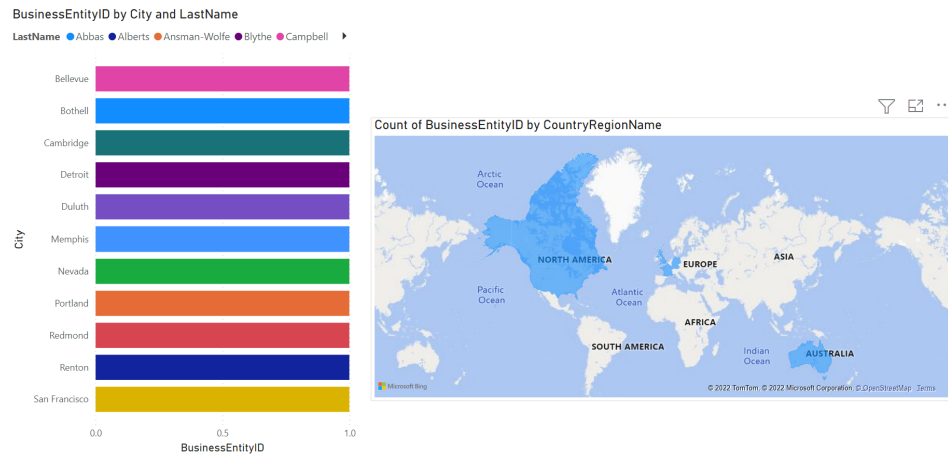 BusinessEntityID by City and LastName
LastName Abbas Alberts Ansman-Wolfe Blythe Campbell
Bellevue
Bothell
Cambridge
Detroit
Duluth
Memphis
Nevada
Portland
Redmond
Renton
San Francisco
City
0.0 0.5 1.0
BusinessEntityID
Count of BusinessEntityID by CountryRegionName
Arctic
Ocean
NORTH AMERICA
EUROPE
ASIA
Pacific
Ocean
Atlantic
Ocean
AFRICA
SOUTH AMERICA
Indian
Ocean
AUSTRALIA
Microsoft Bing
© 2022 TomTom, © 2022 Microsoft Corporation, © OpenStreetMap Terms